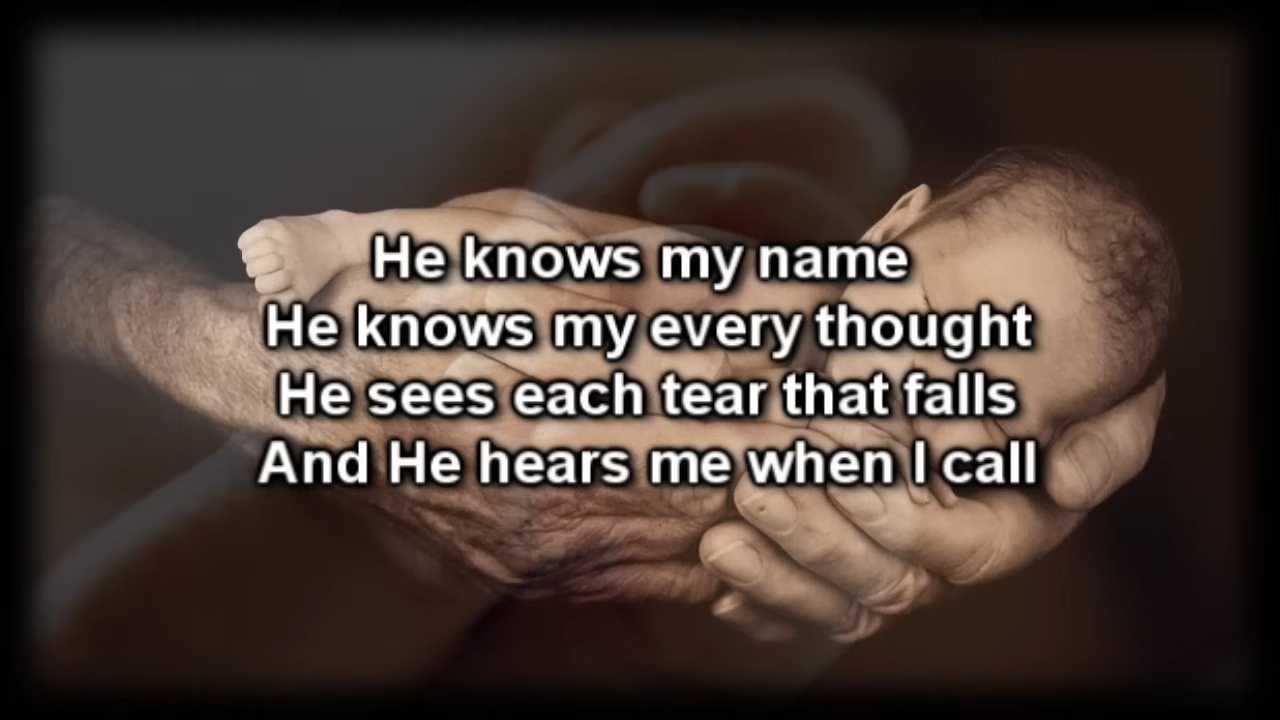 He knows my name
He knows my every thought
He sees each tear that falls
And He hears me when I call